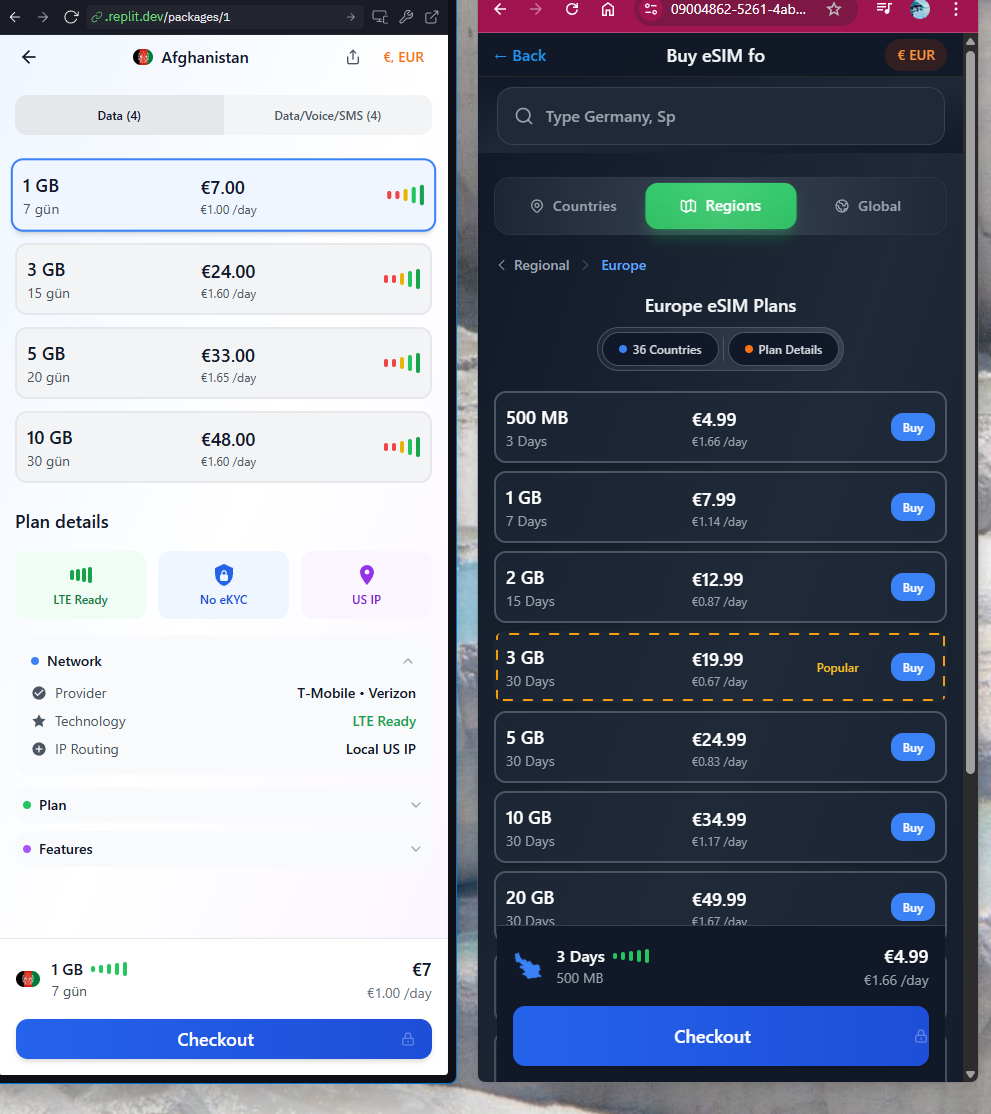 .replit.dev/packages/1
Afghanistan
€, EUR
Data (4)
Data/Voice/SMS (4)
1 GB
€7.00
7 gün
€1.00 /day
3 GB
€24.00
15 gün
€1.60 /day
5 GB
€33.00
20 gün
€1.65 /day
10 GB
€48.00
30 gün
€1.60 /day
Plan details
LTE Ready
No eKYC
US IP
Network
Provider
T-Mobile • Verizon
Technology
LTE Ready
IP Routing
Local US IP
Plan
Features
1 GB
€7
7 gün
€1.00 /day
Checkout
09004862-5261-4ab...
← Back
Buy eSIM fo
€ EUR
Type Germany, Sp
Countries
Regions
Global
Regional
Europe
Europe eSIM Plans
36 Countries
Plan Details
500 MB
€4.99
Buy
3 Days
€1.66 /day
1 GB
€7.99
Buy
7 Days
€1.14 /day
2 GB
€12.99
Buy
15 Days
€0.87 /day
3 GB
€19.99
Popular
Buy
30 Days
€0.67 /day
5 GB
€24.99
Buy
30 Days
€0.83 /day
10 GB
€34.99
Buy
30 Days
€1.17 /day
20 GB
€49.99
Buy
30 Days
€1.67 /day
3 Days
€4.99
500 MB
€1.66 /day
Checkout